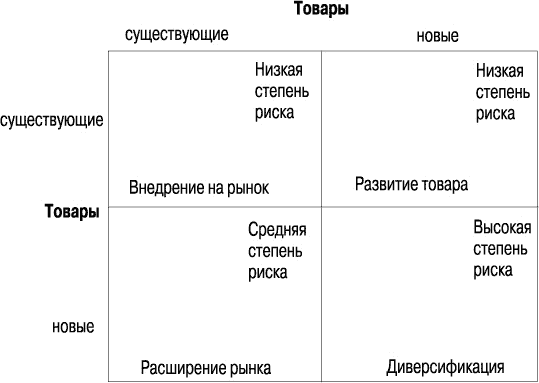 Товары
существующие новые
Низкая
степень
риска
Низкая
степень
риска
существующие
Внедрение на рынок
Развитие товара
Товары
Средняя
степень
риска
Высокая
степень
риска
новые
Расширение рынка
Диверсификация